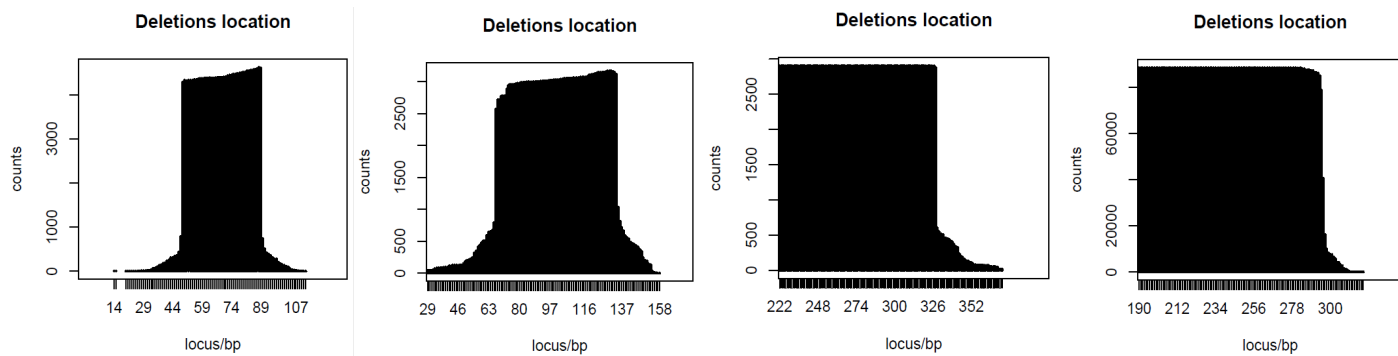 Deletions location
counts
0
1000
3000
14 29 44 59 74 89 107
locus/bp
Deletions location
counts
0
500
1500
2500
29 46 63 80 97 116 137 158
locus/bp
Deletions location
counts
0
500
1500
2500
222 248 274 300 326 352
locus/bp
Deletions location
counts
0
20000
60000
190 212 234 256 278 300
locus/bp